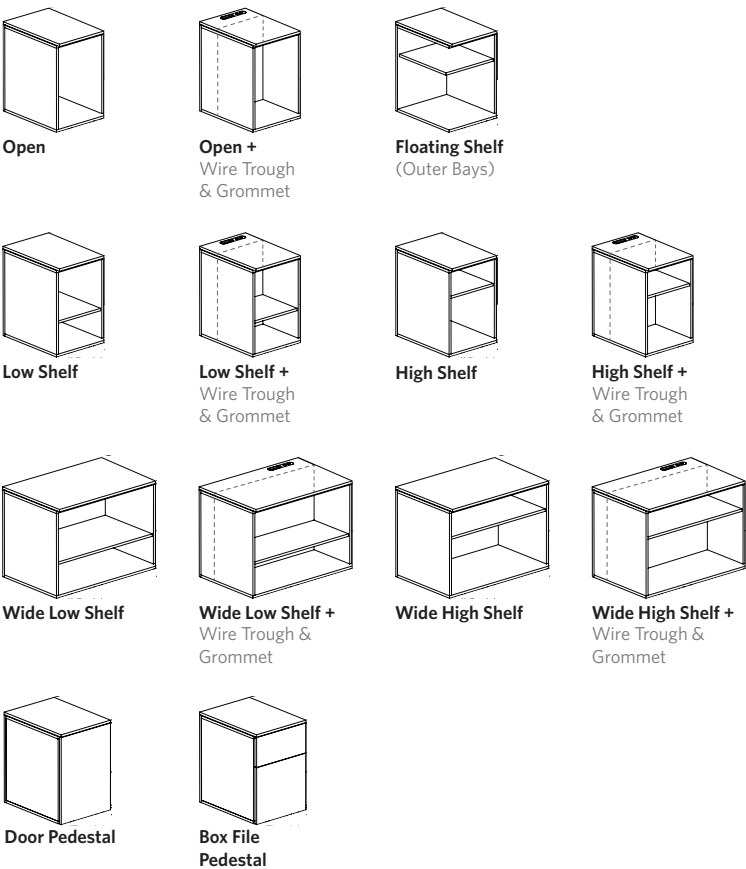 Open
Open +
Wire Trough
& Grommet
Floating Shelf
(Outer Bays)
Low Shelf
Low Shelf +
Wire Trough
& Grommet
High Shelf
High Shelf +
Wire Trough
& Grommet
Wide Low Shelf
Wide Low Shelf +
Wire Trough &
Grommet
Wide High Shelf
Wide High Shelf +
Wire Trough &
Grommet
Door Pedestal
Box File
Pedestal